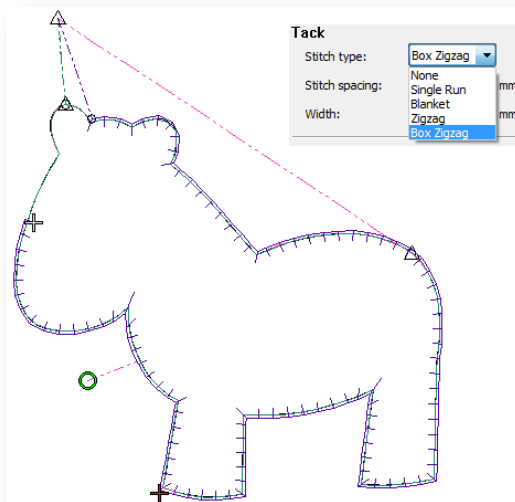 Tack
Stitch type: Box Zigzag
None
Stitch spacing: mm
Single Run
Blanket
Width: mm
Zigzag
Box Zigzag